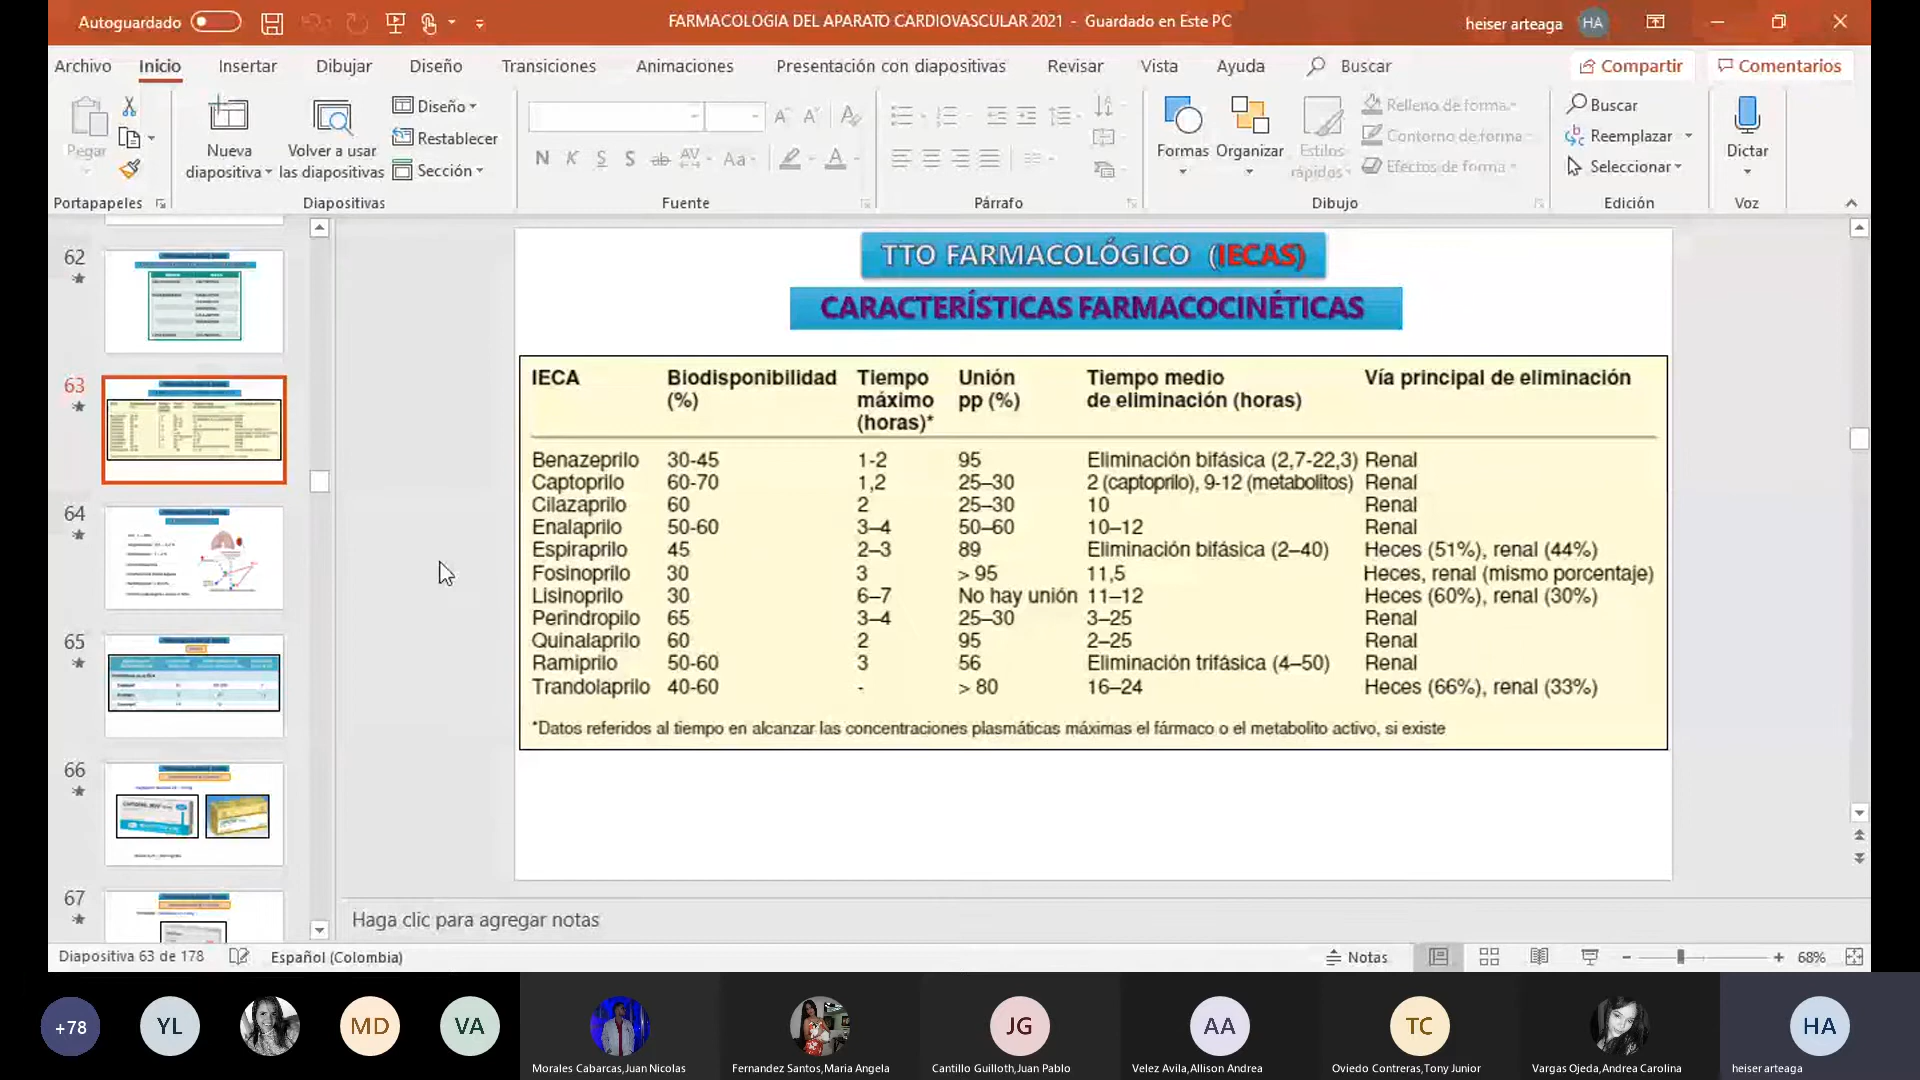 Autoguardado
FARMACOLOGIA DEL APARATO CARDIOVASCULAR 2021 - Guardado en Este PC
heiser arteaga
HA
Archivo Inicio Insertar Dibujar Diseño Transiciones Animaciones Presentación con diapositivas Revisar Vista Ayuda Buscar Compartir Comentarios
Pegar
Portapapeles
Nueva
diapositiva
Volver a usar
las diapositivas
Diseño
Restablecer
Sección
Diapositivas
N K S S ab AV Aa A
Fuente
Párrafo
Formas
Organizar
Estilos
rápidos
Relleno de forma
Contorno de forma
Efectos de forma
Dibujo
Buscar
Reemplazar
Seleccionar
Edición
Dictar
Voz
62
63
64
65
66
67
TTO FARMACOLÓGICO (IECAS)
CARACTERÍSTICAS FARMACOCINÉTICAS
IECA Biodisponibilidad (%) Tiempo máximo (horas)* Unión pp (%) Tiempo medio de eliminación (horas) Vía principal de eliminación
Benazeprilo 30-45 1-2 95 Eliminación bifásica (2,7-22,3) Renal
Captoprilo 60-70 1,2 25–30 2 (captoprilo), 9-12 (metabolitos) Renal
Cilazaprilo 60 2 25–30 10 Renal
Enalaprilo 50-60 3–4 50–60 10–12 Renal
Espiraprilo 45 2–3 89 Eliminación bifásica (2–40) Heces (51%), renal (44%)
Fosinoprilo 30 3 > 95 11,5 Heces, renal (mismo porcentaje)
Lisinoprilo 30 6–7 No hay unión 11–12 Heces (60%), renal (30%)
Perindroprilo 65 3–4 25–30 3–25 Renal
Quinalaprilo 60 2 95 2–25 Renal
Ramiprilo 50-60 3 56 Eliminación trifásica (4–50) Renal
Trandolaprilo 40-60 - > 80 16–24 Heces (66%), renal (33%)
*Datos referidos al tiempo en alcanzar las concentraciones plasmáticas máximas el fármaco o el metabolito activo, si existe
Haga clic para agregar notas
Diapositiva 63 de 178 Español (Colombia) Notas 68%
+78 YL MD VA JG AA TC HA
Morales Cabarcas,Juan Nicolas Fernandez Santos,Maria Angela Cantillo Guilloth,Juan Pablo Velez Avila,Allison Andrea Oviedo Contreras,Tony Junior Vargas Ojeda,Andrea Carolina heiser arteaga